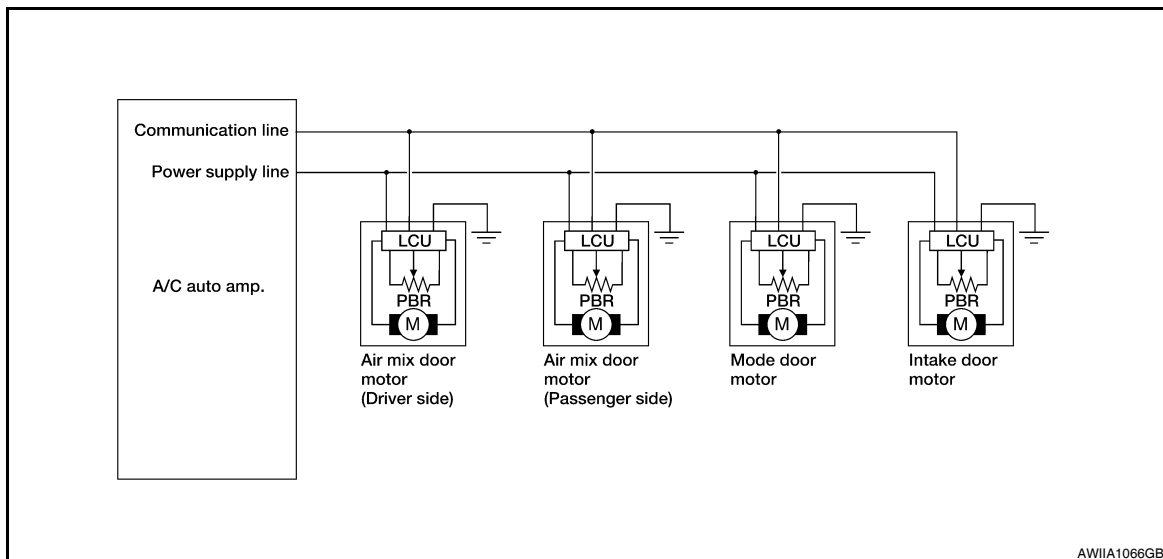 Communication line
Power supply line
A/C auto amp.
LCU
PBR
M
Air mix door
motor
(Driver side)
LCU
PBR
M
Air mix door
motor
(Passenger side)
LCU
PBR
M
Mode door
motor
LCU
PBR
M
Intake door
motor
AWIIA1066GB